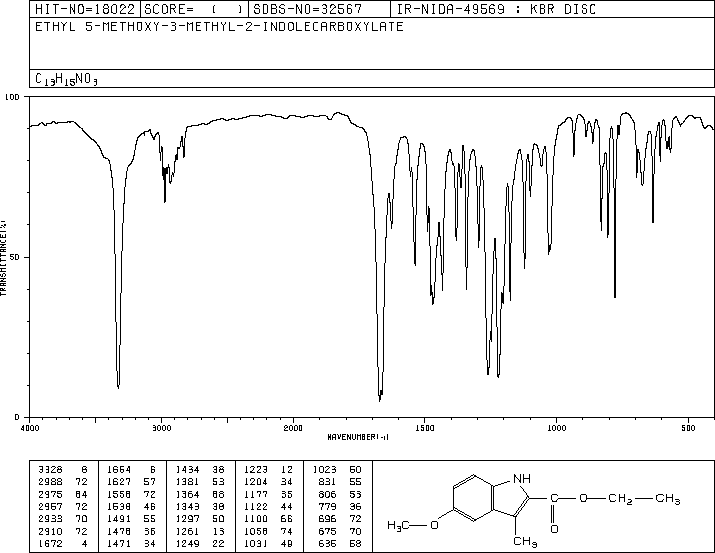 HIT-NO=18022 SCORE= ( ) SDBS-NO=32567 IR-NIDA-49569 : KBR DISC
ETHYL 5-METHOXY-3-METHYL-2-INDOLECARBOXYLATE
C13H15NO3
100
50
0
TRANSMITTANCE(%)
4000 3000 2000 1500 1000 500
WAVENUMBER(-1)
3328 8 1664 6 1434 38 1223 12 1023 50
2988 72 1627 57 1381 53 1204 34 831 55
2975 64 1558 72 1364 68 1177 35 806 53
2967 72 1538 46 1343 38 1122 44 779 36
2933 70 1491 55 1297 50 1100 66 696 72
2910 72 1478 36 1261 13 1058 74 675 70
1672 4 1471 34 1249 22 1031 49 635 58
NH
C O CH2 CH3
H3C O O
CH3